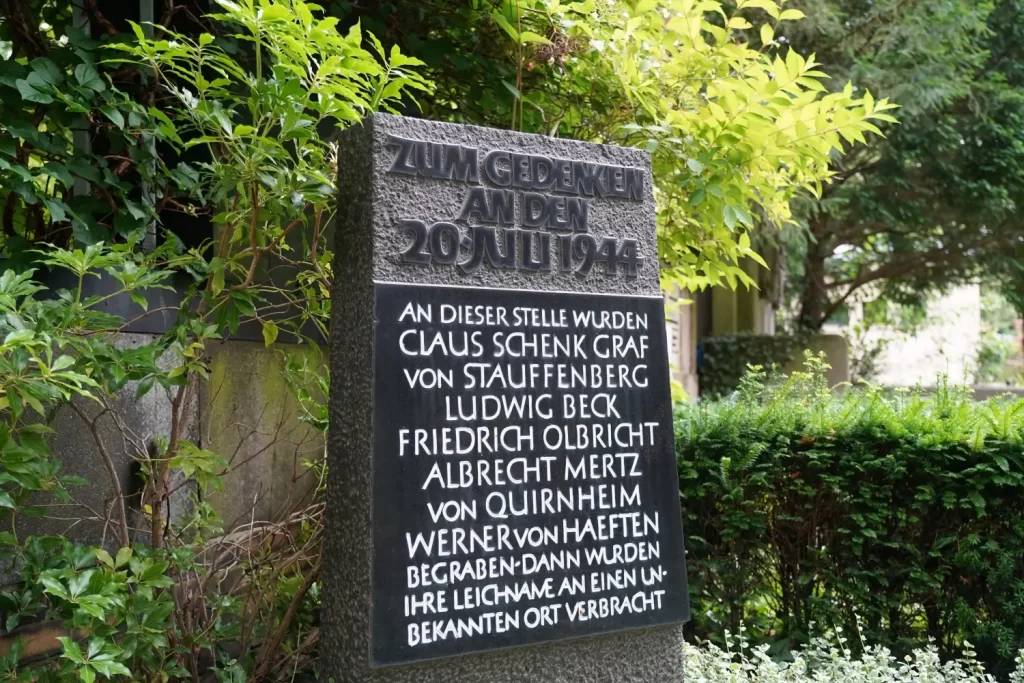 ZUM GEDENKEN
AN DEN
20·JULI 1944
AN DIESER STELLE WURDEN
CLAUS SCHENK GRAF
VON STAUFFENBERG
LUDWIG BECK
FRIEDRICH OLBRICHT
ALBRECHT MERTZ
VON QUIRNHEIM
WERNER VON HAEFTEN
BEGRABEN·DANN WURDEN
IHRE LEICHNAME AN EINEN UN-
BEKANNTEN ORT VERBRACHT